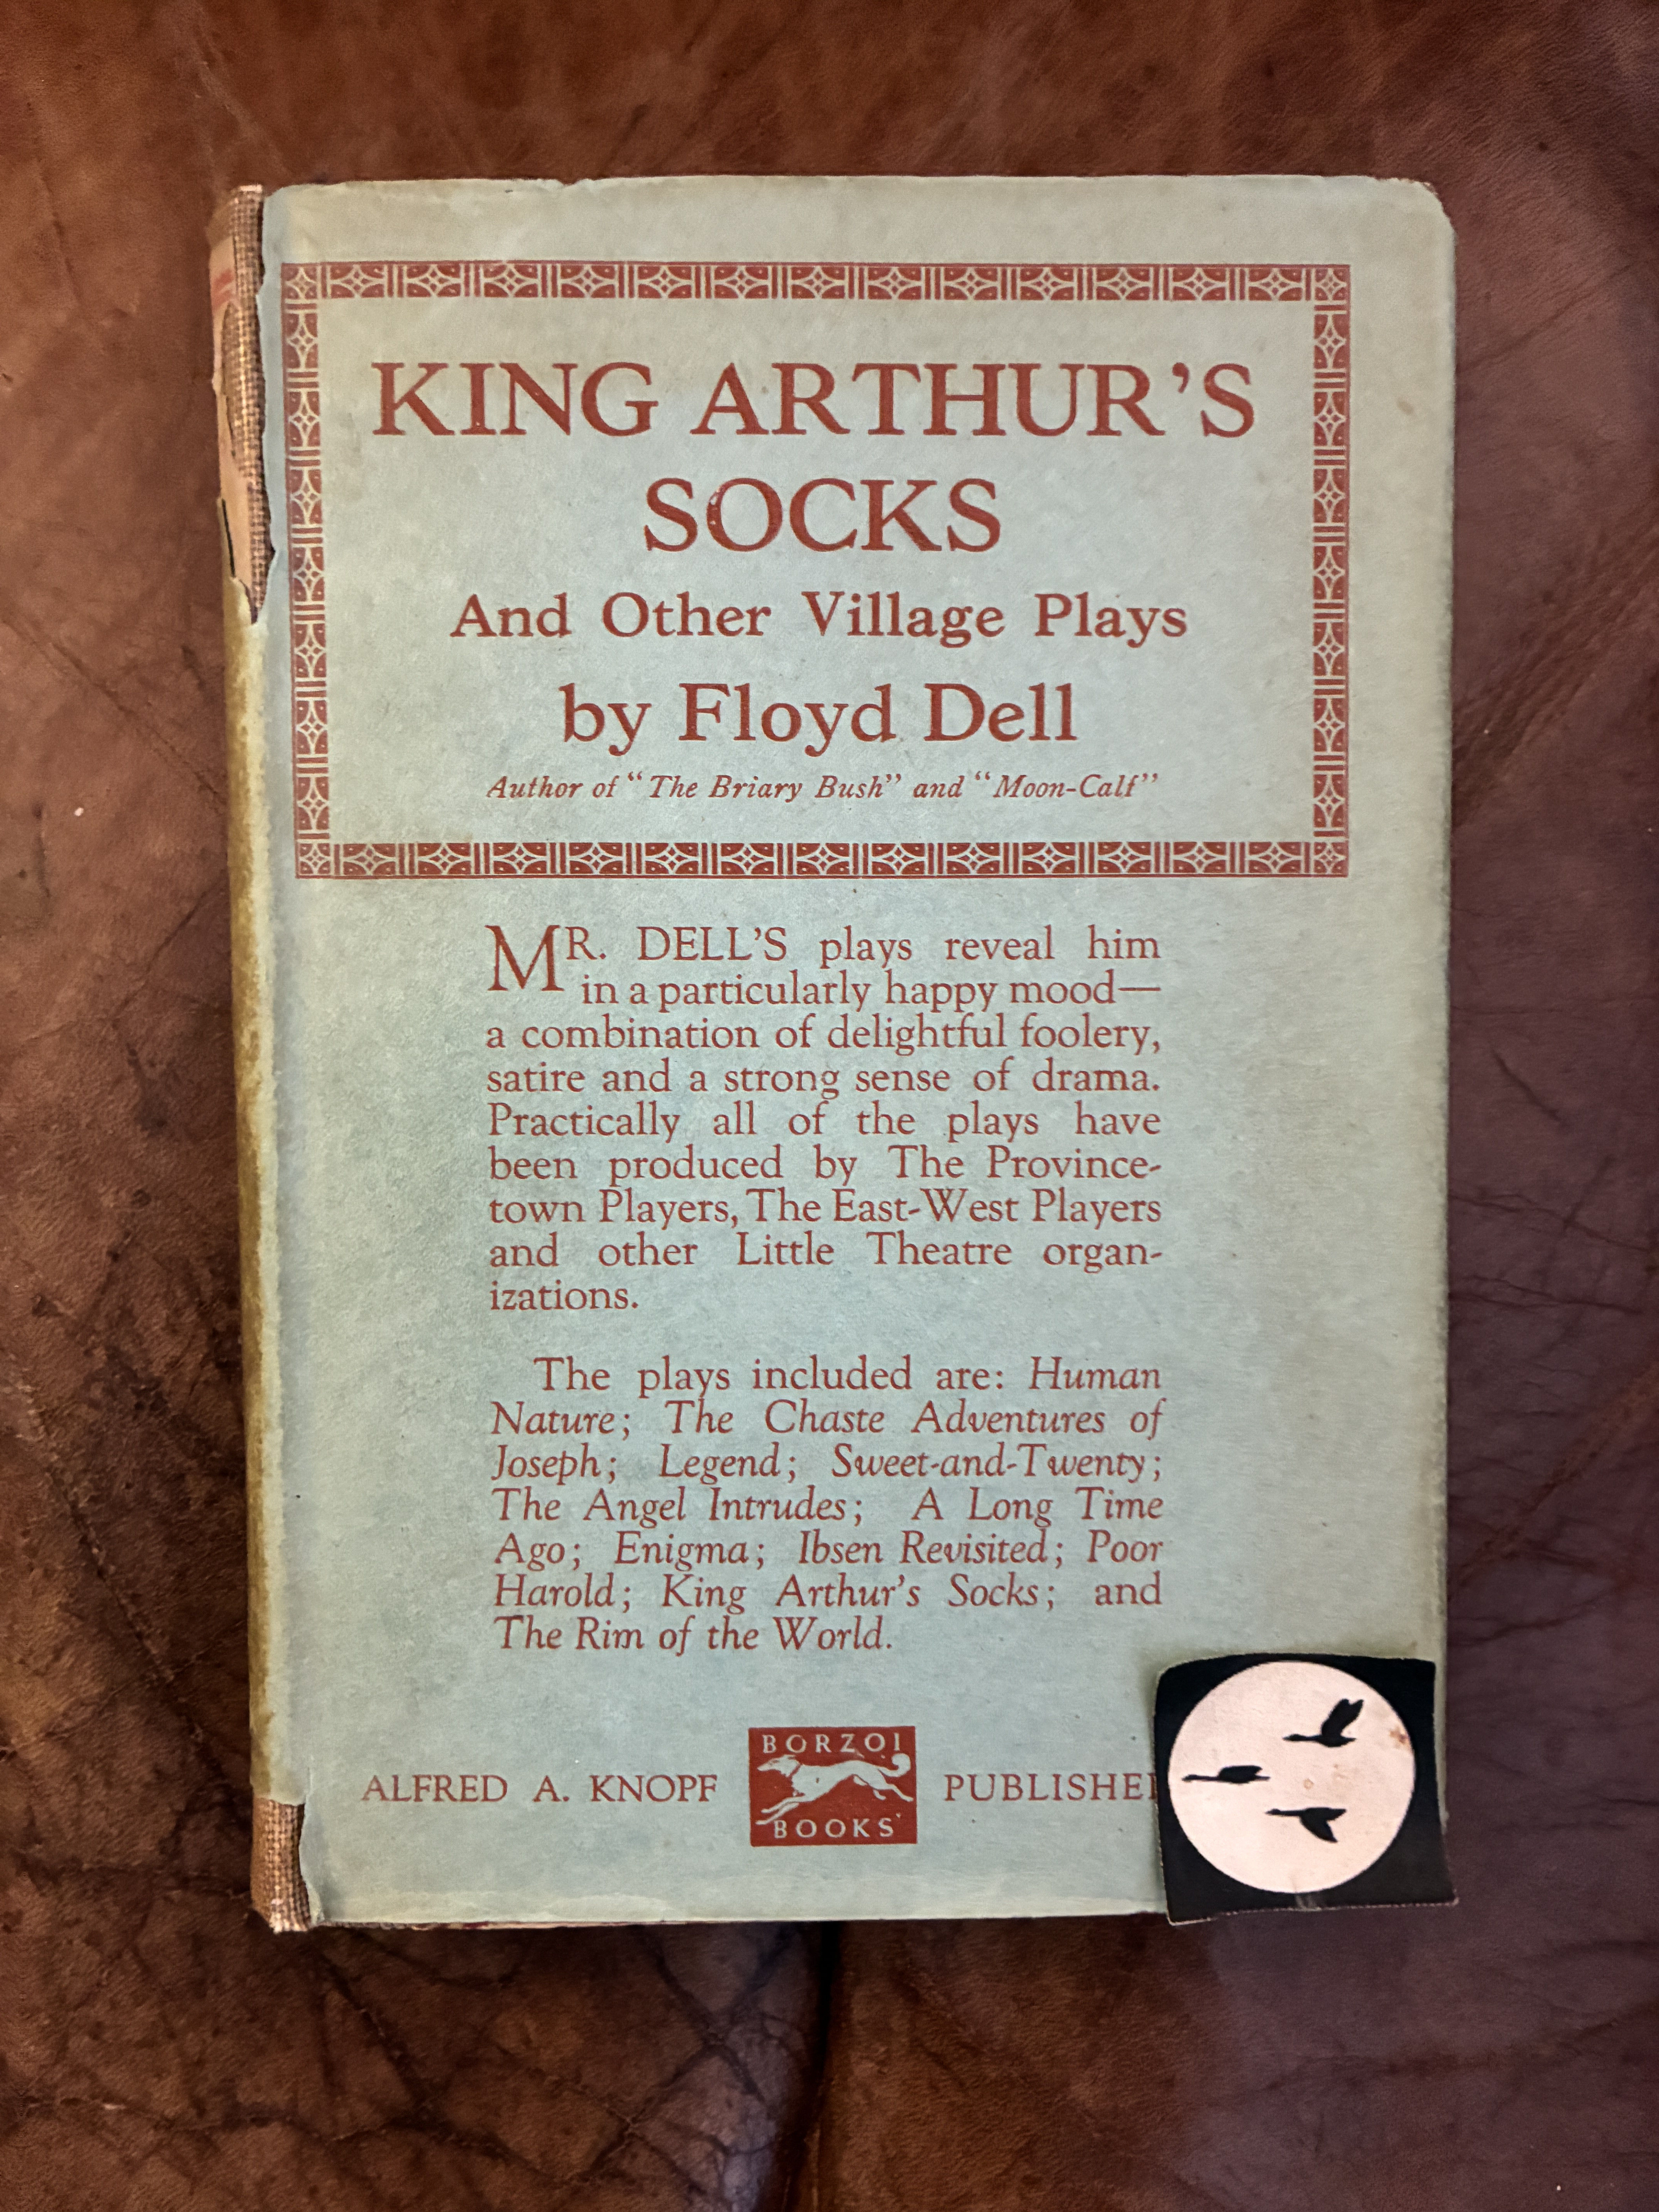 KING ARTHUR'S
SOCKS
And Other Village Plays
by Floyd Dell
Author of "The Briary Bush" and "Moon-Calf"
MR. DELL'S plays reveal him
in a particularly happy mood—
a combination of delightful foolery,
satire and a strong sense of drama.
Practically all of the plays have
been produced by The Province-
town Players, The East-West Players
and other Little Theatre organ-
izations.
The plays included are: Human
Nature; The Chaste Adventures of
Joseph; Legend; Sweet-and-Twenty;
The Angel Intrudes; A Long Time
Ago; Enigma; Ibsen Revisited; Poor
Harold; King Arthur's Socks; and
The Rim of the World.
ALFRED A. KNOPF
BORZOI
BOOKS
PUBLISHE